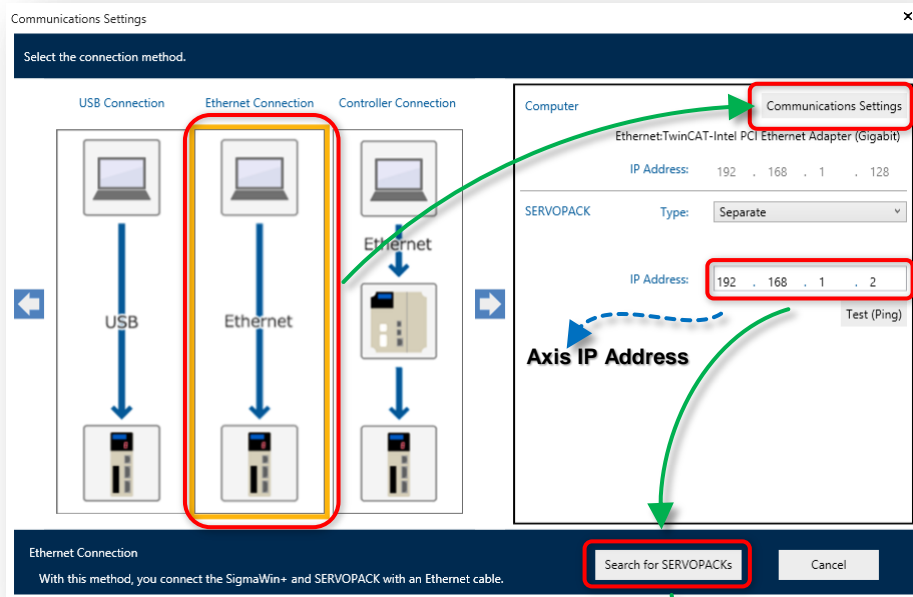 Communications Settings
Select the connection method.
USB Connection
Ethernet Connection
Controller Connection
USB
Ethernet
Ethernet
Computer
Communications Settings
Ethernet:TwinCAT-Intel PCI Ethernet Adapter (Gigabit)
IP Address: 192 . 168 . 1 . 128
SERVOPACK Type: Separate
IP Address: 192 . 168 . 1 . 2
Test (Ping)
Axis IP Address
Ethernet Connection
With this method, you connect the SigmaWin+ and SERVOPACK with an Ethernet cable.
Search for SERVOPACKs
Cancel